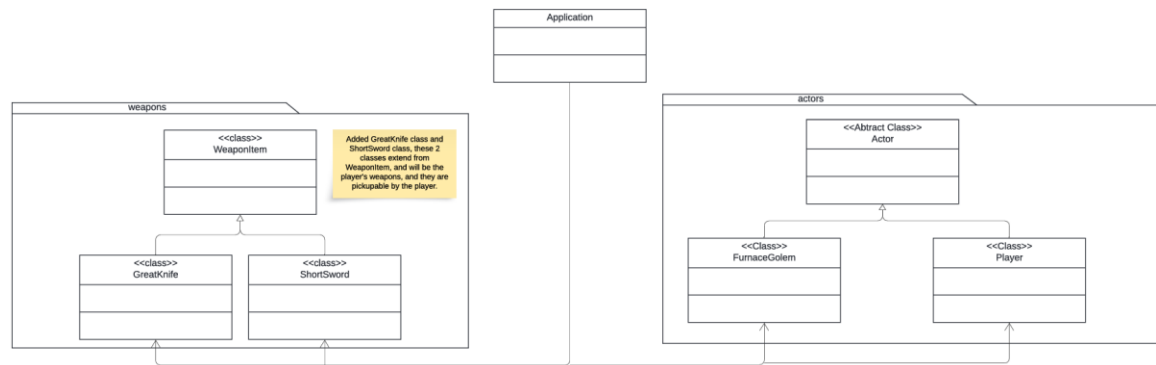 Application
weapons
<<class>>
WeaponItem
Added GreatKnife class and
ShortSword class, these 2
classes extend from
WeaponItem, and will be the
player's weapons, and they are
pickupable by the player.
<<class>>
GreatKnife
<<class>>
ShortSword
actors
<<Abtract Class>>
Actor
<<Class>>
FurnaceGolem
<<Class>>
Player